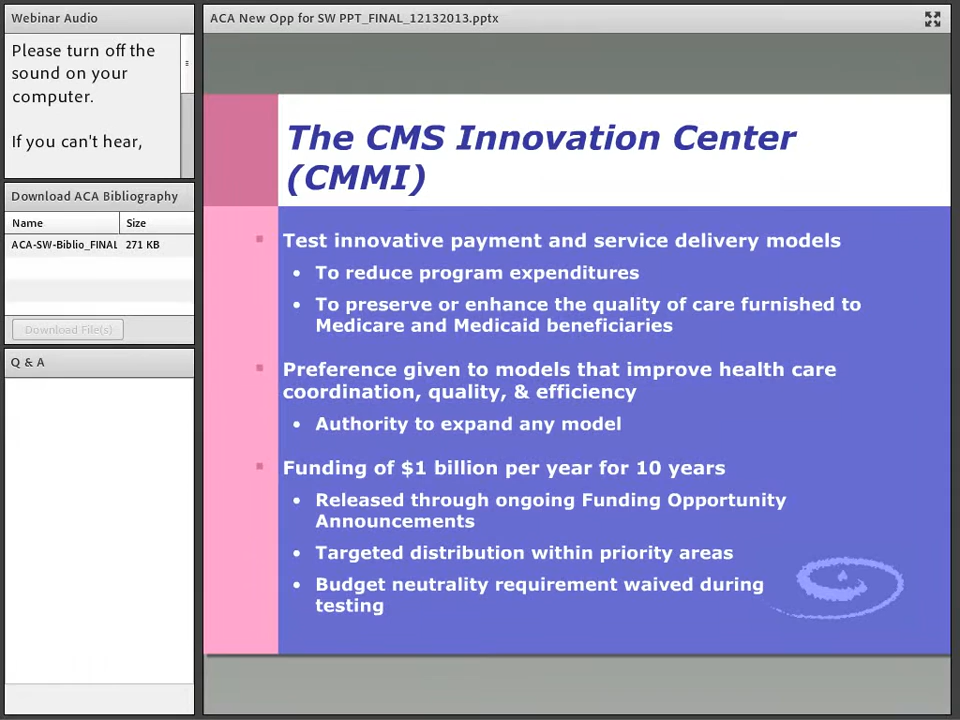 Webinar Audio
Please turn off the
sound on your
computer.
If you can't hear,
Download ACA Bibliography
Name Size
ACA-SW-Biblio_FINAL 271 KB
Download File(s)
Q & A
ACA New Opp for SW PPT_FINAL_12132013.pptx
The CMS Innovation Center
(CMMI)
Test innovative payment and service delivery models
• To reduce program expenditures
• To preserve or enhance the quality of care furnished to
Medicare and Medicaid beneficiaries
Preference given to models that improve health care
coordination, quality, & efficiency
• Authority to expand any model
Funding of $1 billion per year for 10 years
• Released through ongoing Funding Opportunity
Announcements
• Targeted distribution within priority areas
• Budget neutrality requirement waived during
testing